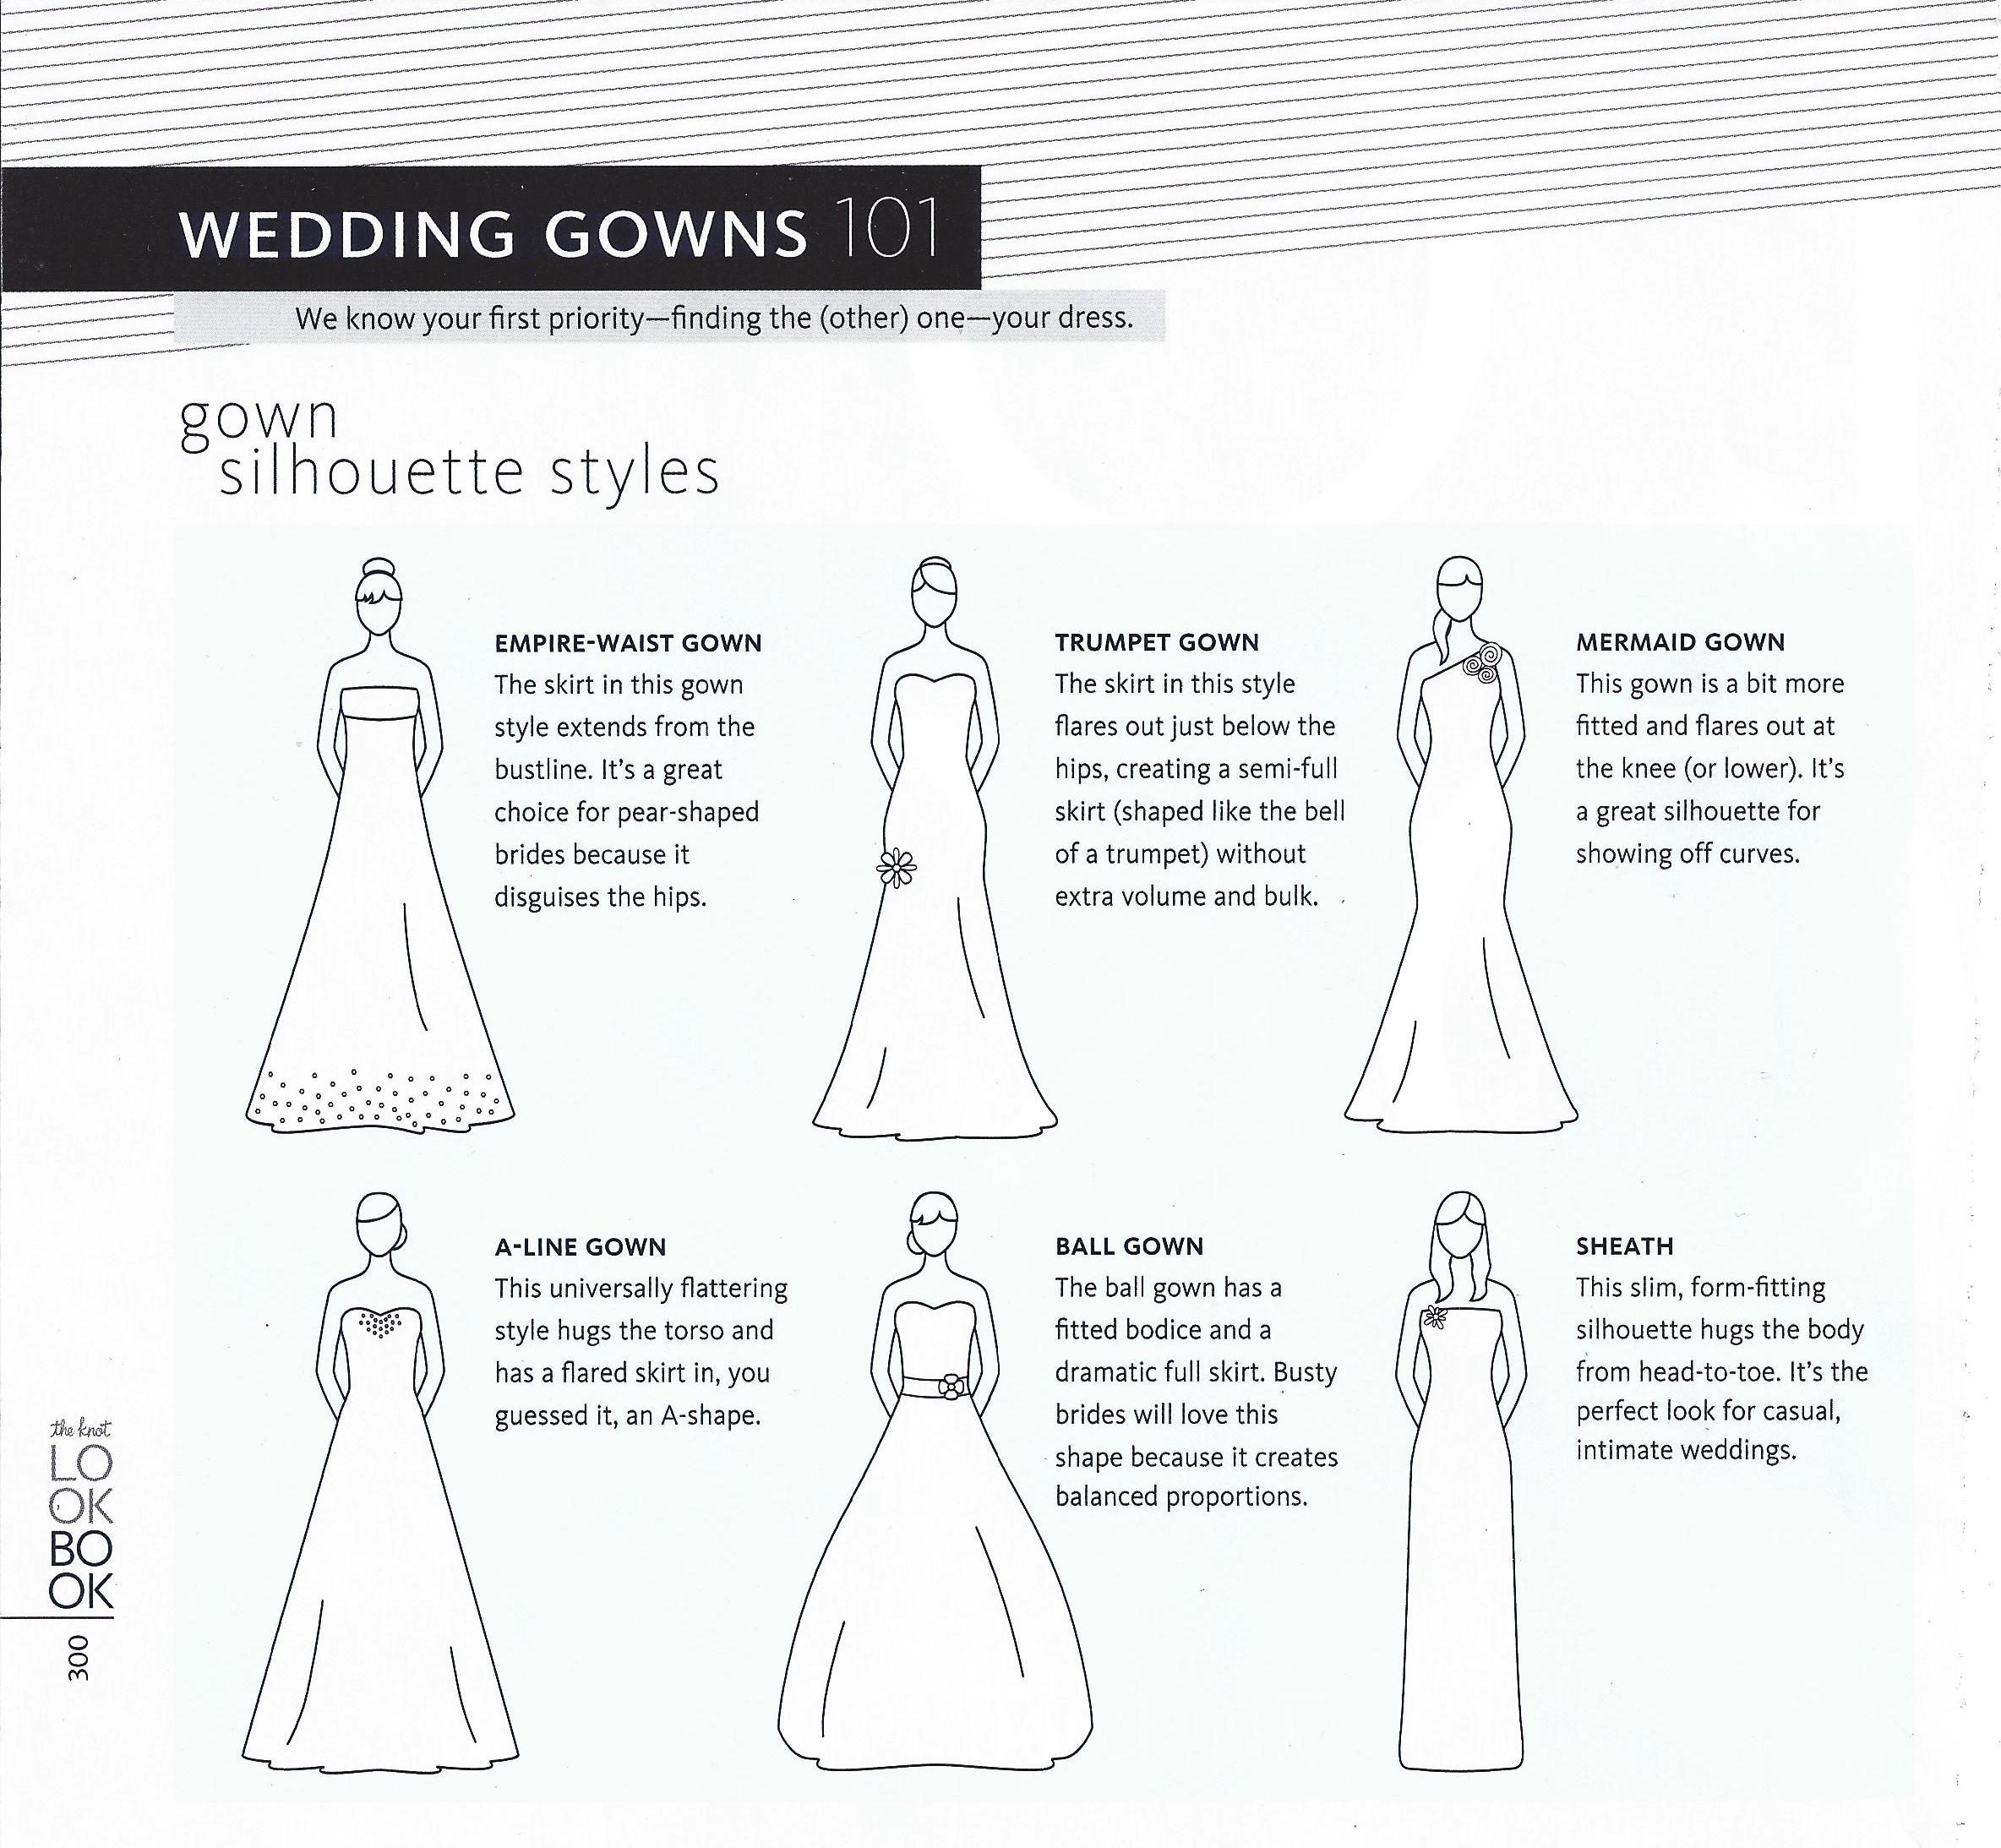 WEDDING GOWNS 101
We know your first priority—finding the (other) one—your dress.
gown
silhouette styles
EMPIRE-WAIST GOWN
The skirt in this gown
style extends from the
bustline. It's a great
choice for pear-shaped
brides because it
disguises the hips.
TRUMPET GOWN
The skirt in this style
flares out just below the
hips, creating a semi-full
skirt (shaped like the bell
of a trumpet) without
extra volume and bulk.
MERMAID GOWN
This gown is a bit more
fitted and flares out at
the knee (or lower). It's
a great silhouette for
showing off curves.
A-LINE GOWN
This universally flattering
style hugs the torso and
has a flared skirt in, you
guessed it, an A-shape.
BALL GOWN
The ball gown has a
fitted bodice and a
dramatic full skirt. Busty
brides will love this
shape because it creates
balanced proportions.
SHEATH
This slim, form-fitting
silhouette hugs the body
from head-to-toe. It's the
perfect look for casual,
intimate weddings.
the knot
LO
OK
BO
OK
300